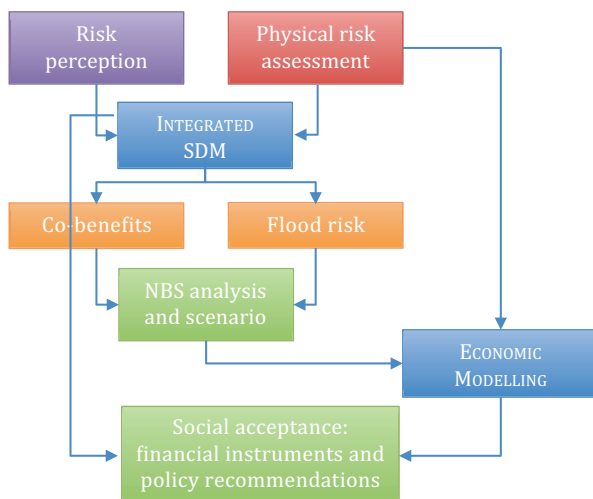 Risk
perception
Physical risk
assessment
INTEGRATED
SDM
Co-benefits
Flood risk
NBS analysis
and scenario
ECONOMIC
MODELLING
Social acceptance:
financial instruments and
policy recommendations